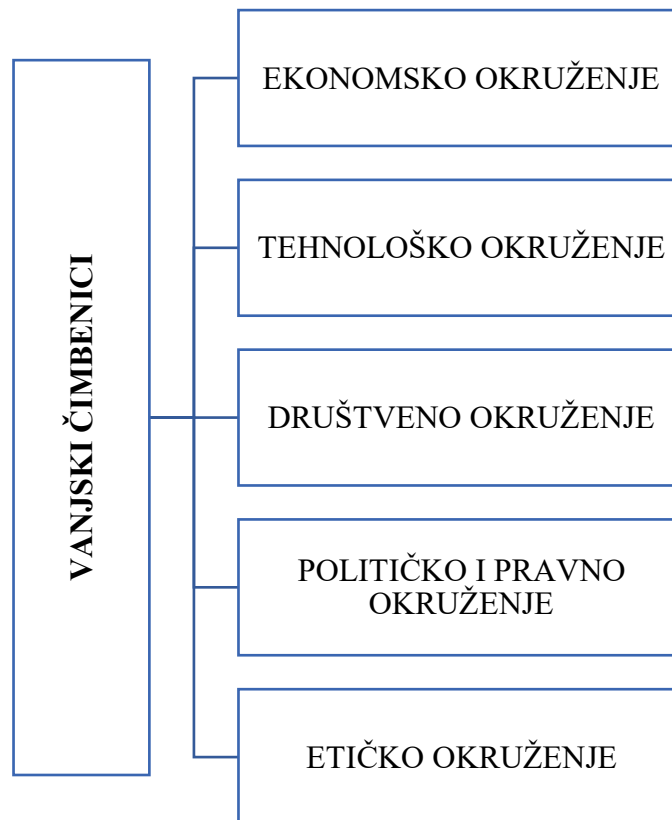 VANJSKI ČIMBENICI
EKONOMSKO OKRUŽENJE
TEHNOLOŠKO OKRUŽENJE
DRUŠTVENO OKRUŽENJE
POLITIČKO I PRAVNO
OKRUŽENJE
ETIČKO OKRUŽENJE